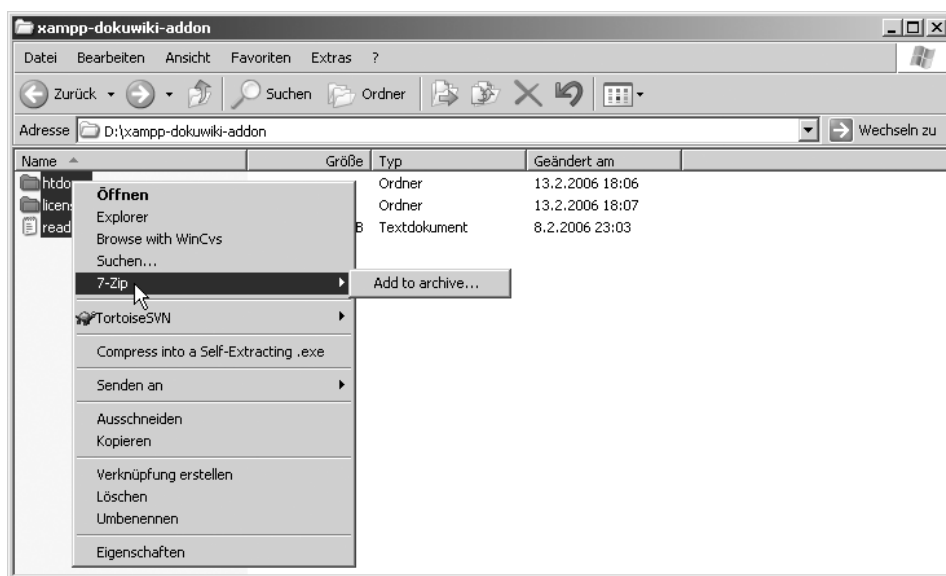 xampp-dokuwiki-addon
Datei Bearbeiten Ansicht Favoriten Extras ?
Zurück Suchen Ordner
Adresse D:\xampp-dokuwiki-addon Wechseln zu
Name Größe Typ Geändert am
htdo Ordner 13.2.2006 18:06
licens Ordner 13.2.2006 18:07
read B Textdokument 8.2.2006 23:03
Öffnen
Explorer
Browse with WinCvs
Suchen...
7-Zip Add to archive...
TortoiseSVN
Compress into a Self-Extracting .exe
Senden an
Ausschneiden
Kopieren
Verknüpfung erstellen
Löschen
Umbenennen
Eigenschaften